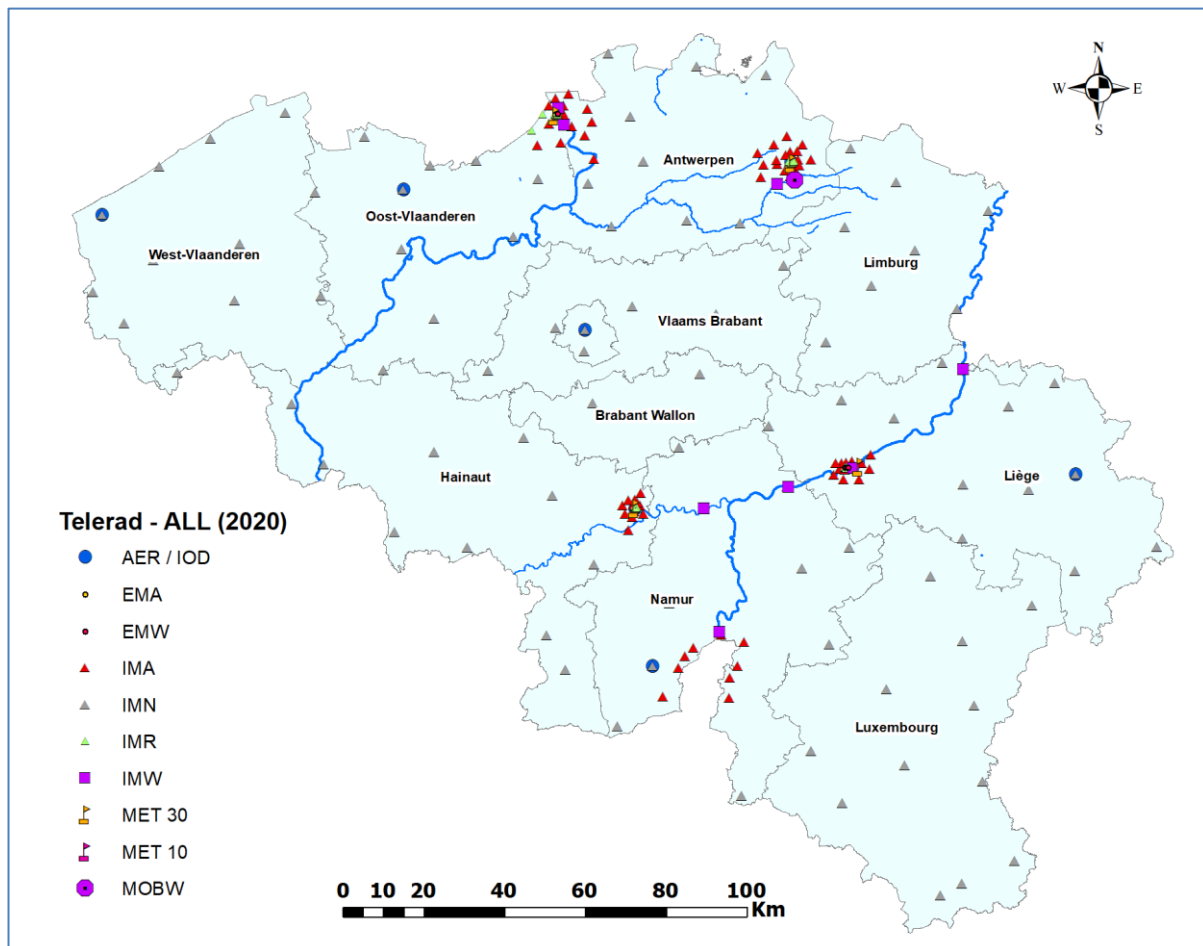 N
W E
S
Antwerpen
Oost-Vlaanderen
West-Vlaanderen
Limburg
Vlaams Brabant
Brabant Wallon
Hainaut
Liège
Namur
Luxembourg
Telerad - ALL (2020)
AER / IOD
EMA
EMW
IMA
IMN
IMR
IMW
MET 30
MET 10
MOBW
0 10 20 40 60 80 100
Km